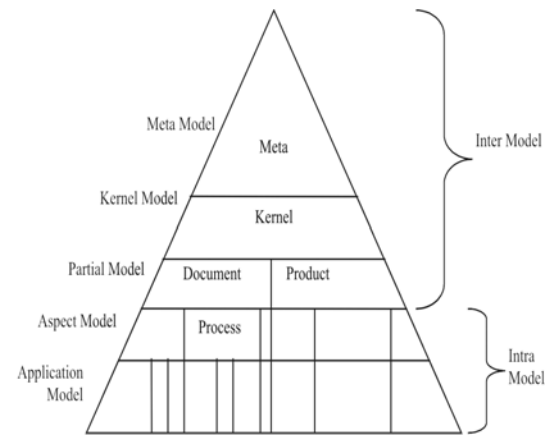 Meta Model
Meta
Inter Model
Kernel Model
Kernel
Partial Model
Document
Product
Aspect Model
Process
Application
Model
Intra
Model